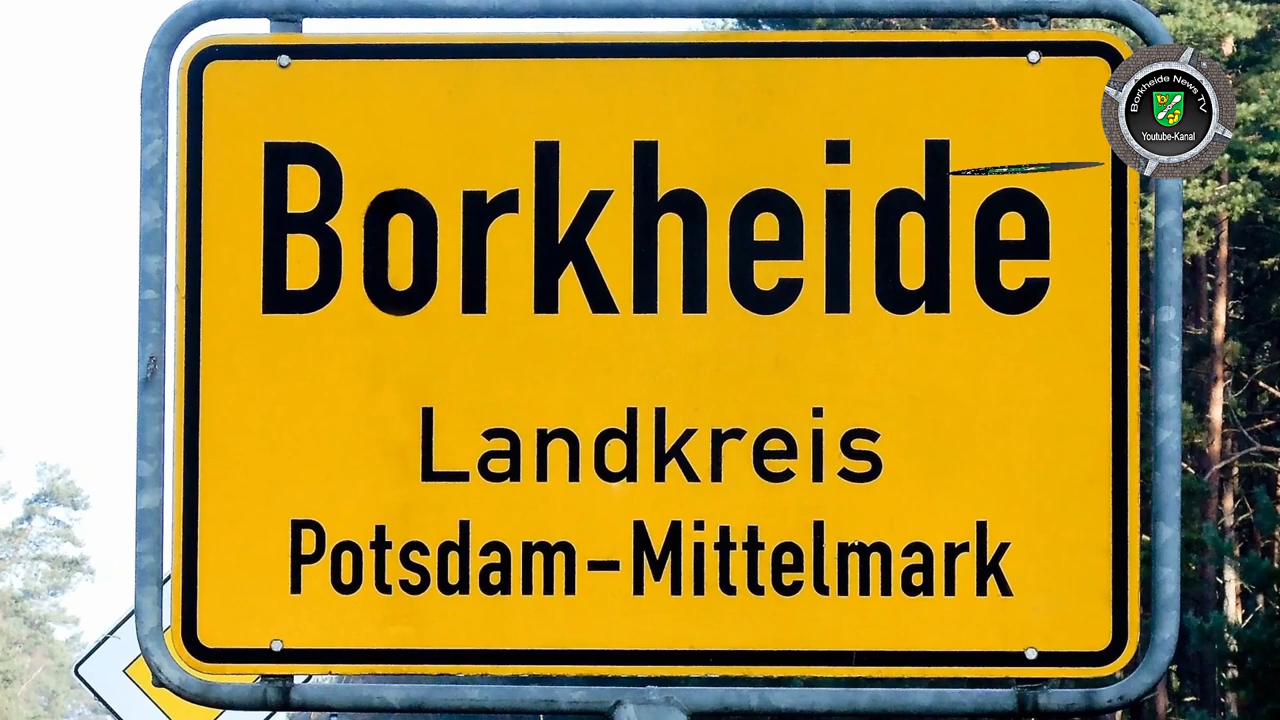 Borkheide
Landkreis
Potsdam-Mittelmark
Borkheide News TV
Youtube-Kanal